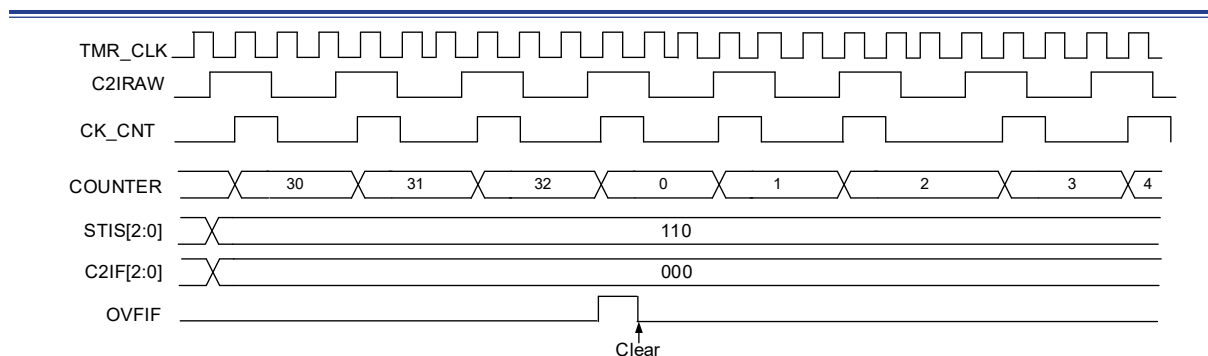 TMR_CLK
C2IRAW
CK_CNT
COUNTER 30 31 32 0 1 2 3 4
STIS[2:0] 110
C2IF[2:0] 000
OVFIF
Clear